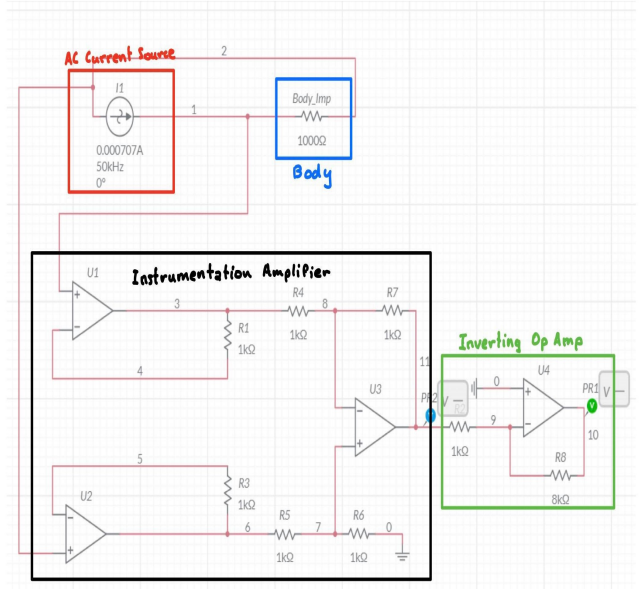 AC Current Source
2
I1
1
Body_Imp
0.000707A
50kHz
0°
1000Ω
Body
Instrumentation Amplifier
U1
3
R4
8
R7
+
−
R1
1kΩ
1kΩ
1kΩ
4
11
Inverting Op Amp
U4
U3
PR2
V −
0
+
PR1
V −
V
−
9
−
10
+
1kΩ
R8
8kΩ
5
R3
1kΩ
U2
−
6
R5
7
R6
0
+
1kΩ
1kΩ